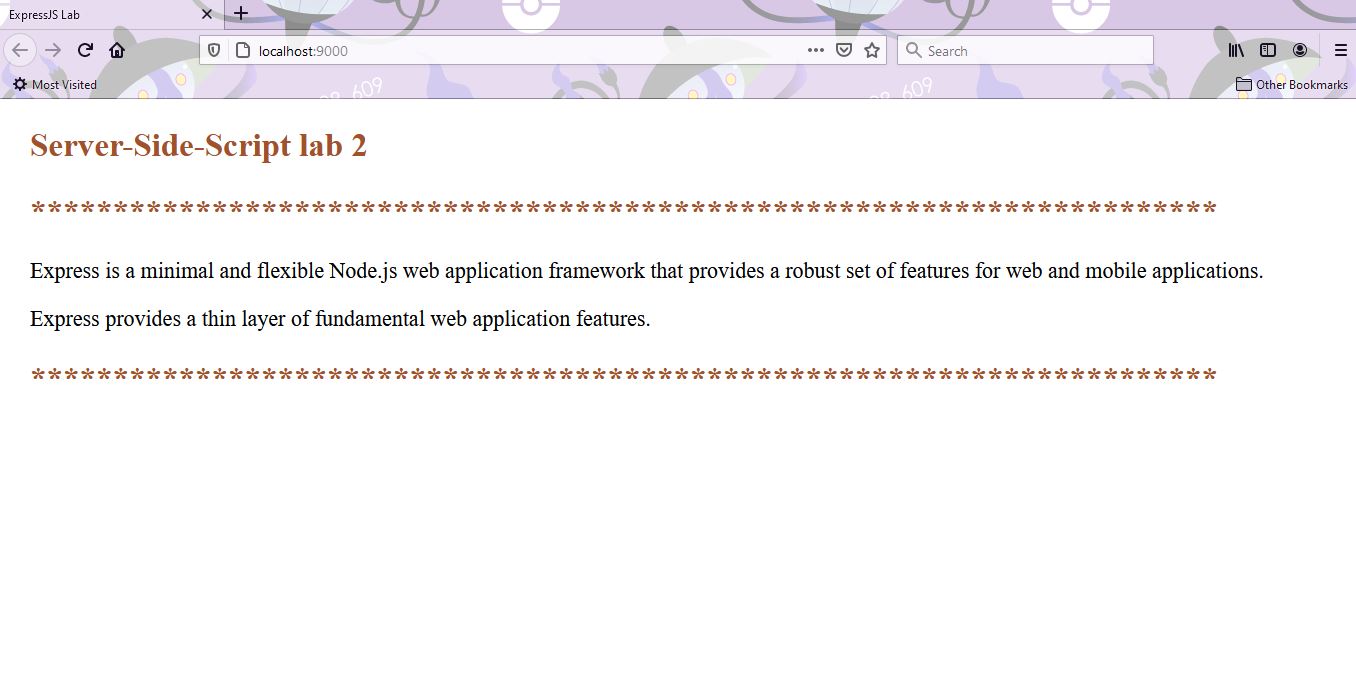 ExpressJS Lab
localhost:9000
Search
Most Visited
Other Bookmarks
609
609
Server-Side-Script lab 2
************************************************************************
Express is a minimal and flexible Node.js web application framework that provides a robust set of features for web and mobile applications.
Express provides a thin layer of fundamental web application features.
************************************************************************